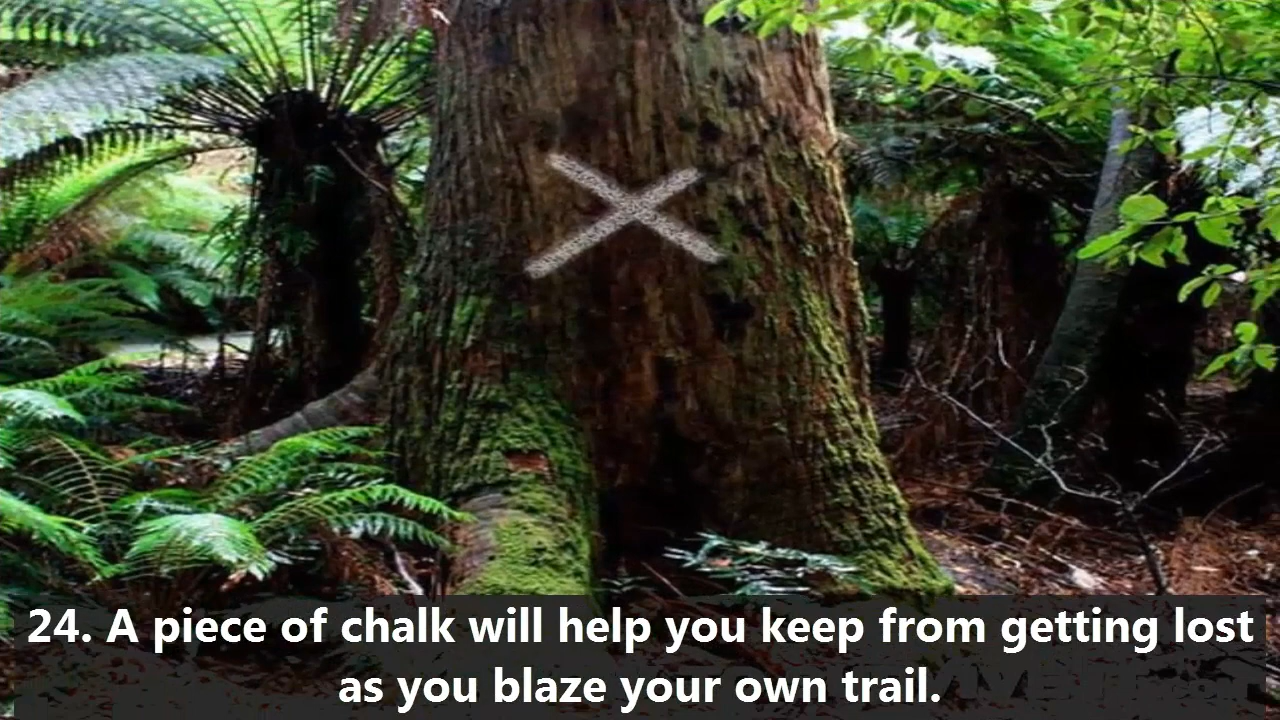 24. A piece of chalk will help you keep from getting lost
as you blaze your own trail.